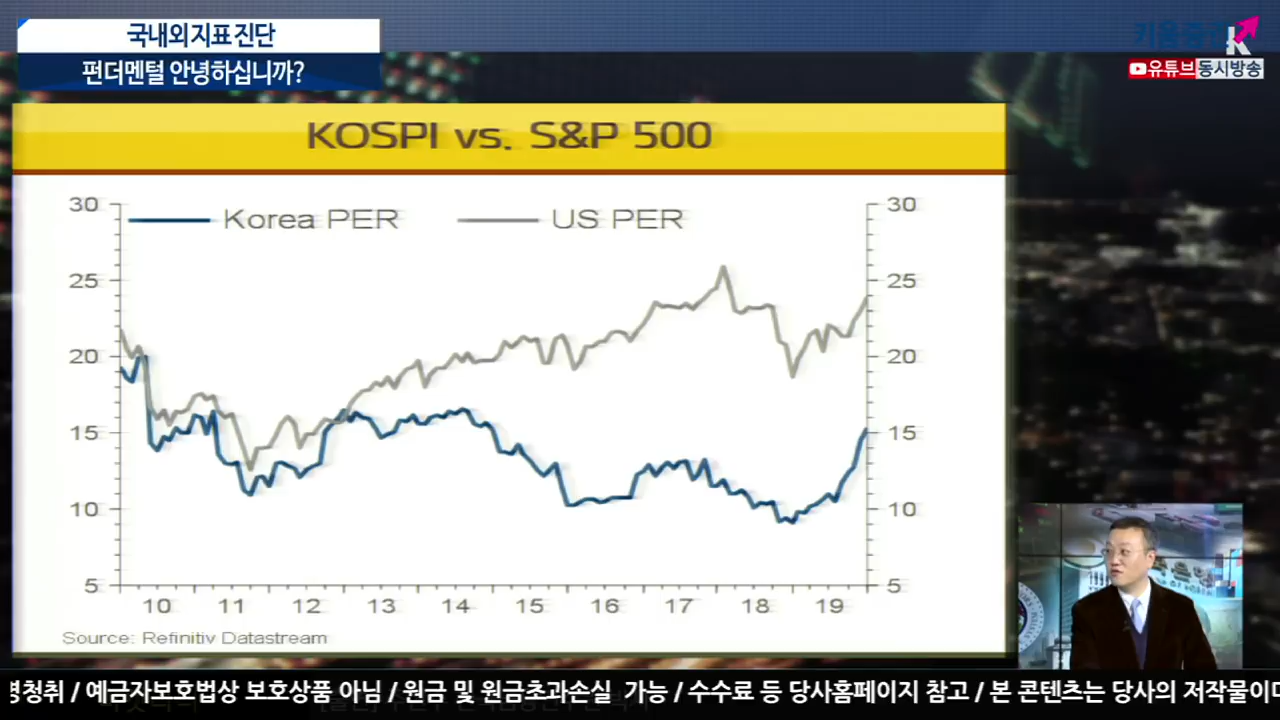 국내외지표진단
펀더멘털 안녕하십니까?
키움증
K
유튜브 동시방송
KOSPI vs. S&P 500
Korea PER
US PER
30
25
20
15
10
5
30
25
20
15
10
5
10 11 12 13 14 15 16 17 18 19
Source: Refinitiv Datastream
청취 / 예금자보호법상 보호상품 아님 / 원금 및 원금초과손실 가능 / 수수료 등 당사홈페이지 참고 / 본 콘텐츠는 당사의 저작물이